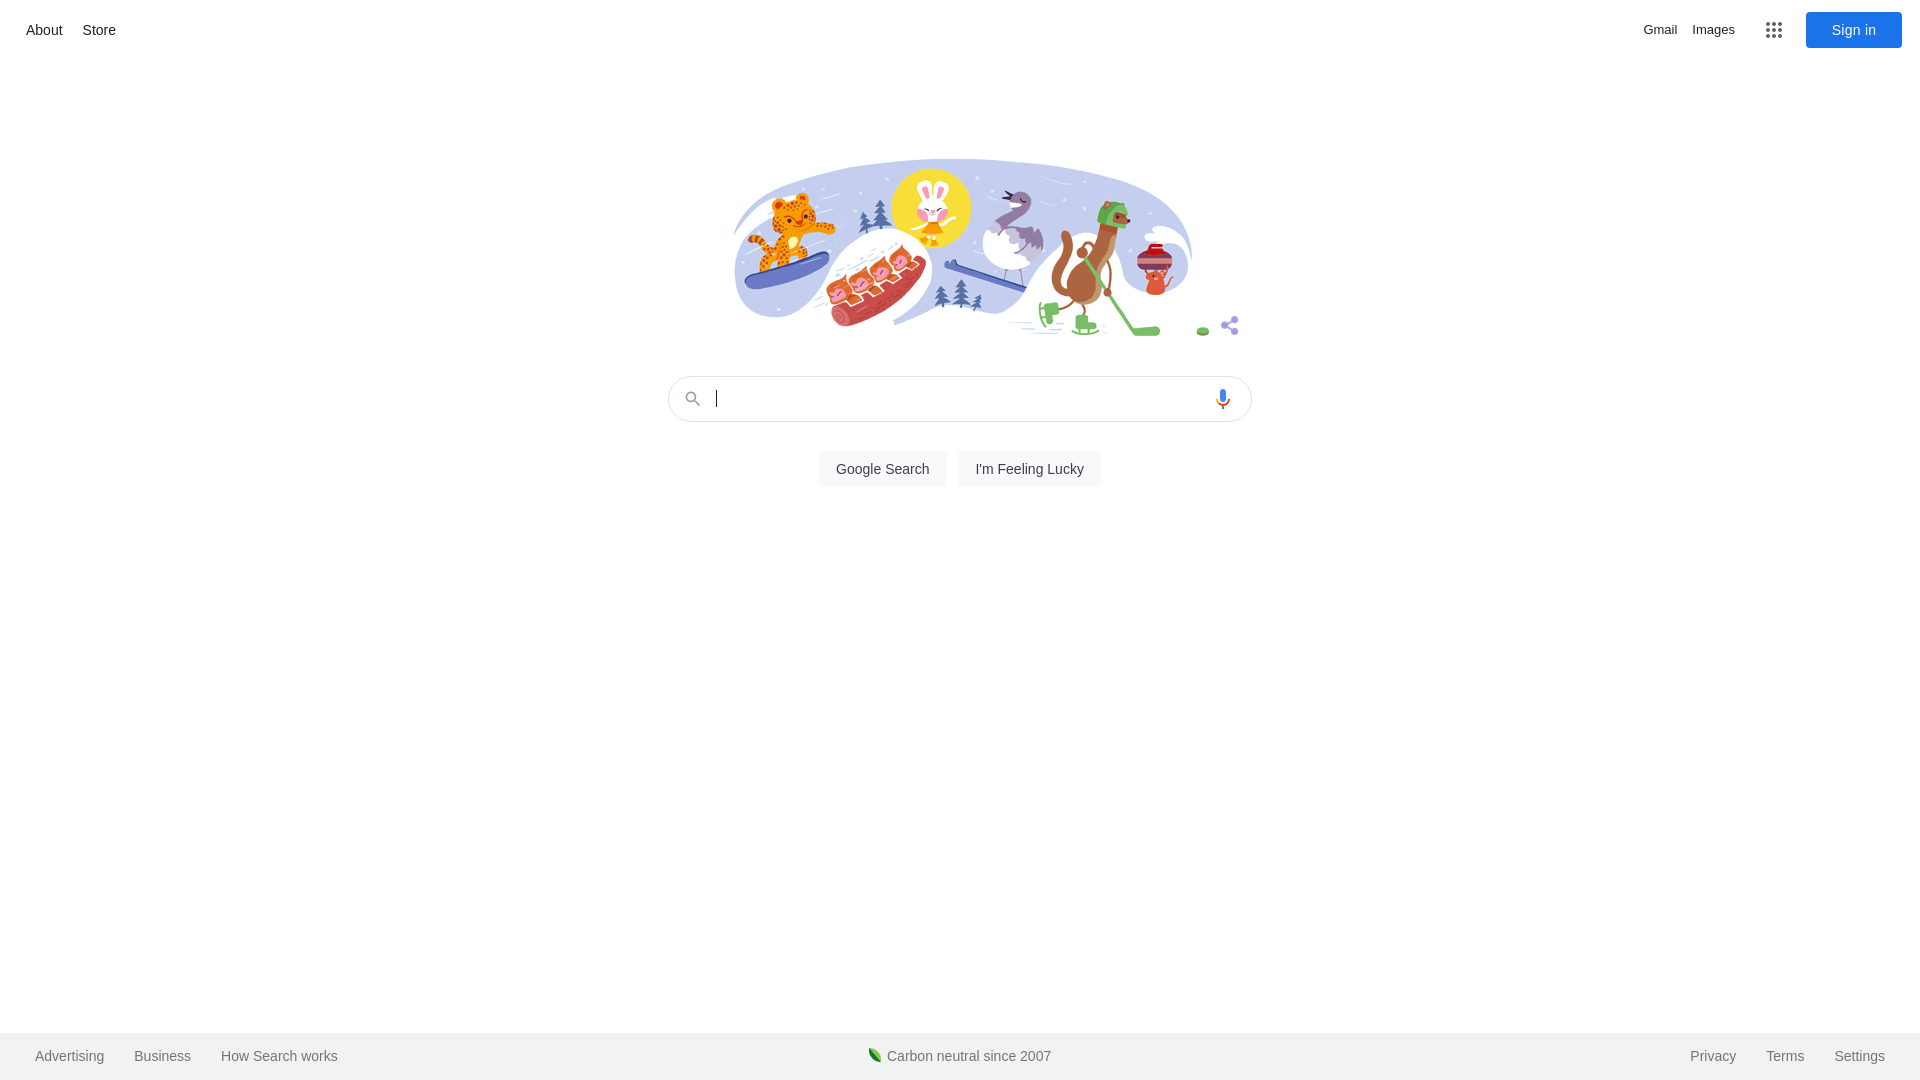 About Store Gmail Images Sign in
Google Search I'm Feeling Lucky
Advertising Business How Search works Carbon neutral since 2007 Privacy Terms Settings